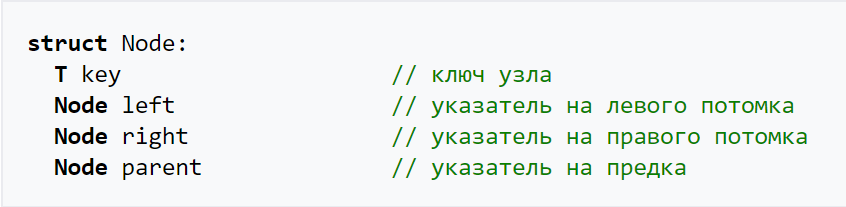 struct Node:
T key // ключ узла
Node left // указатель на левого потомка
Node right // указатель на правого потомка
Node parent // указатель на предка